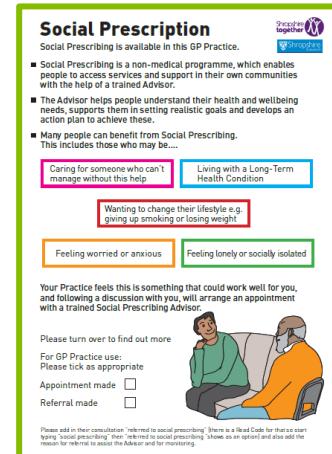 Social Prescription
Shropshire
together
Shropshire
Social Prescribing is available in this GP Practice.
Social Prescribing is a non-medical programme, which enables
people to access services and support in their own communities
with the help of a trained Advisor.
The Advisor helps people understand their health and wellbeing
needs, supports them in setting realistic goals and develops an
action plan to achieve these.
Many people can benefit from Social Prescribing.
This includes those who may be....
Caring for someone who can't
manage without this help
Living with a Long-Term
Health Condition
Wanting to change their lifestyle e.g.
giving up smoking or losing weight
Feeling worried or anxious
Feeling lonely or socially isolated
Your Practice feels this is something that could work well for you,
and following a discussion with you, will arrange an appointment
with a trained Social Prescribing Advisor.
Please turn over to find out more
For GP Practice use:
Please tick as appropriate
Appointment made
Referral made
Please add in their consultation "referred to social prescribing" (there is a Read Code for that so start
typing "social prescribing" then "referred to social prescribing "shows as an option) and also add the
reason for referral to assist the Advisor and for monitoring.